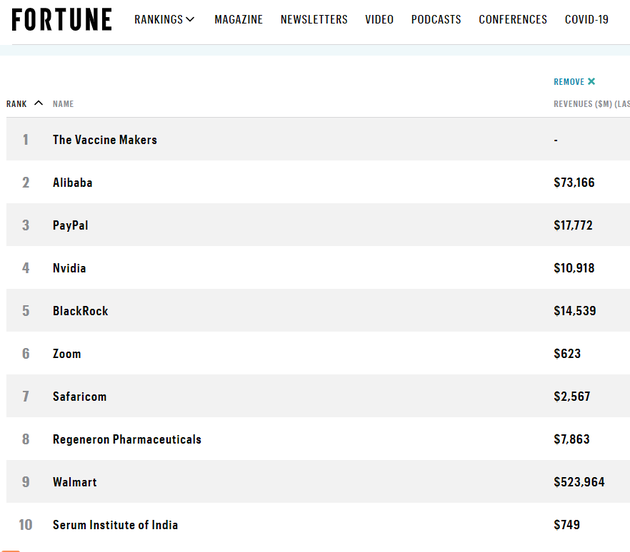 FORTUNE RANKINGS MAGAZINE NEWSLETTERS VIDEO PODCASTS CONFERENCES COVID-19
REMOVE ×
RANK NAME REVENUES ($M) (LAS
1 The Vaccine Makers -
2 Alibaba $73,166
3 PayPal $17,772
4 Nvidia $10,918
5 BlackRock $14,539
6 Zoom $623
7 Safaricom $2,567
8 Regeneron Pharmaceuticals $7,863
9 Walmart $523,964
10 Serum Institute of India $749